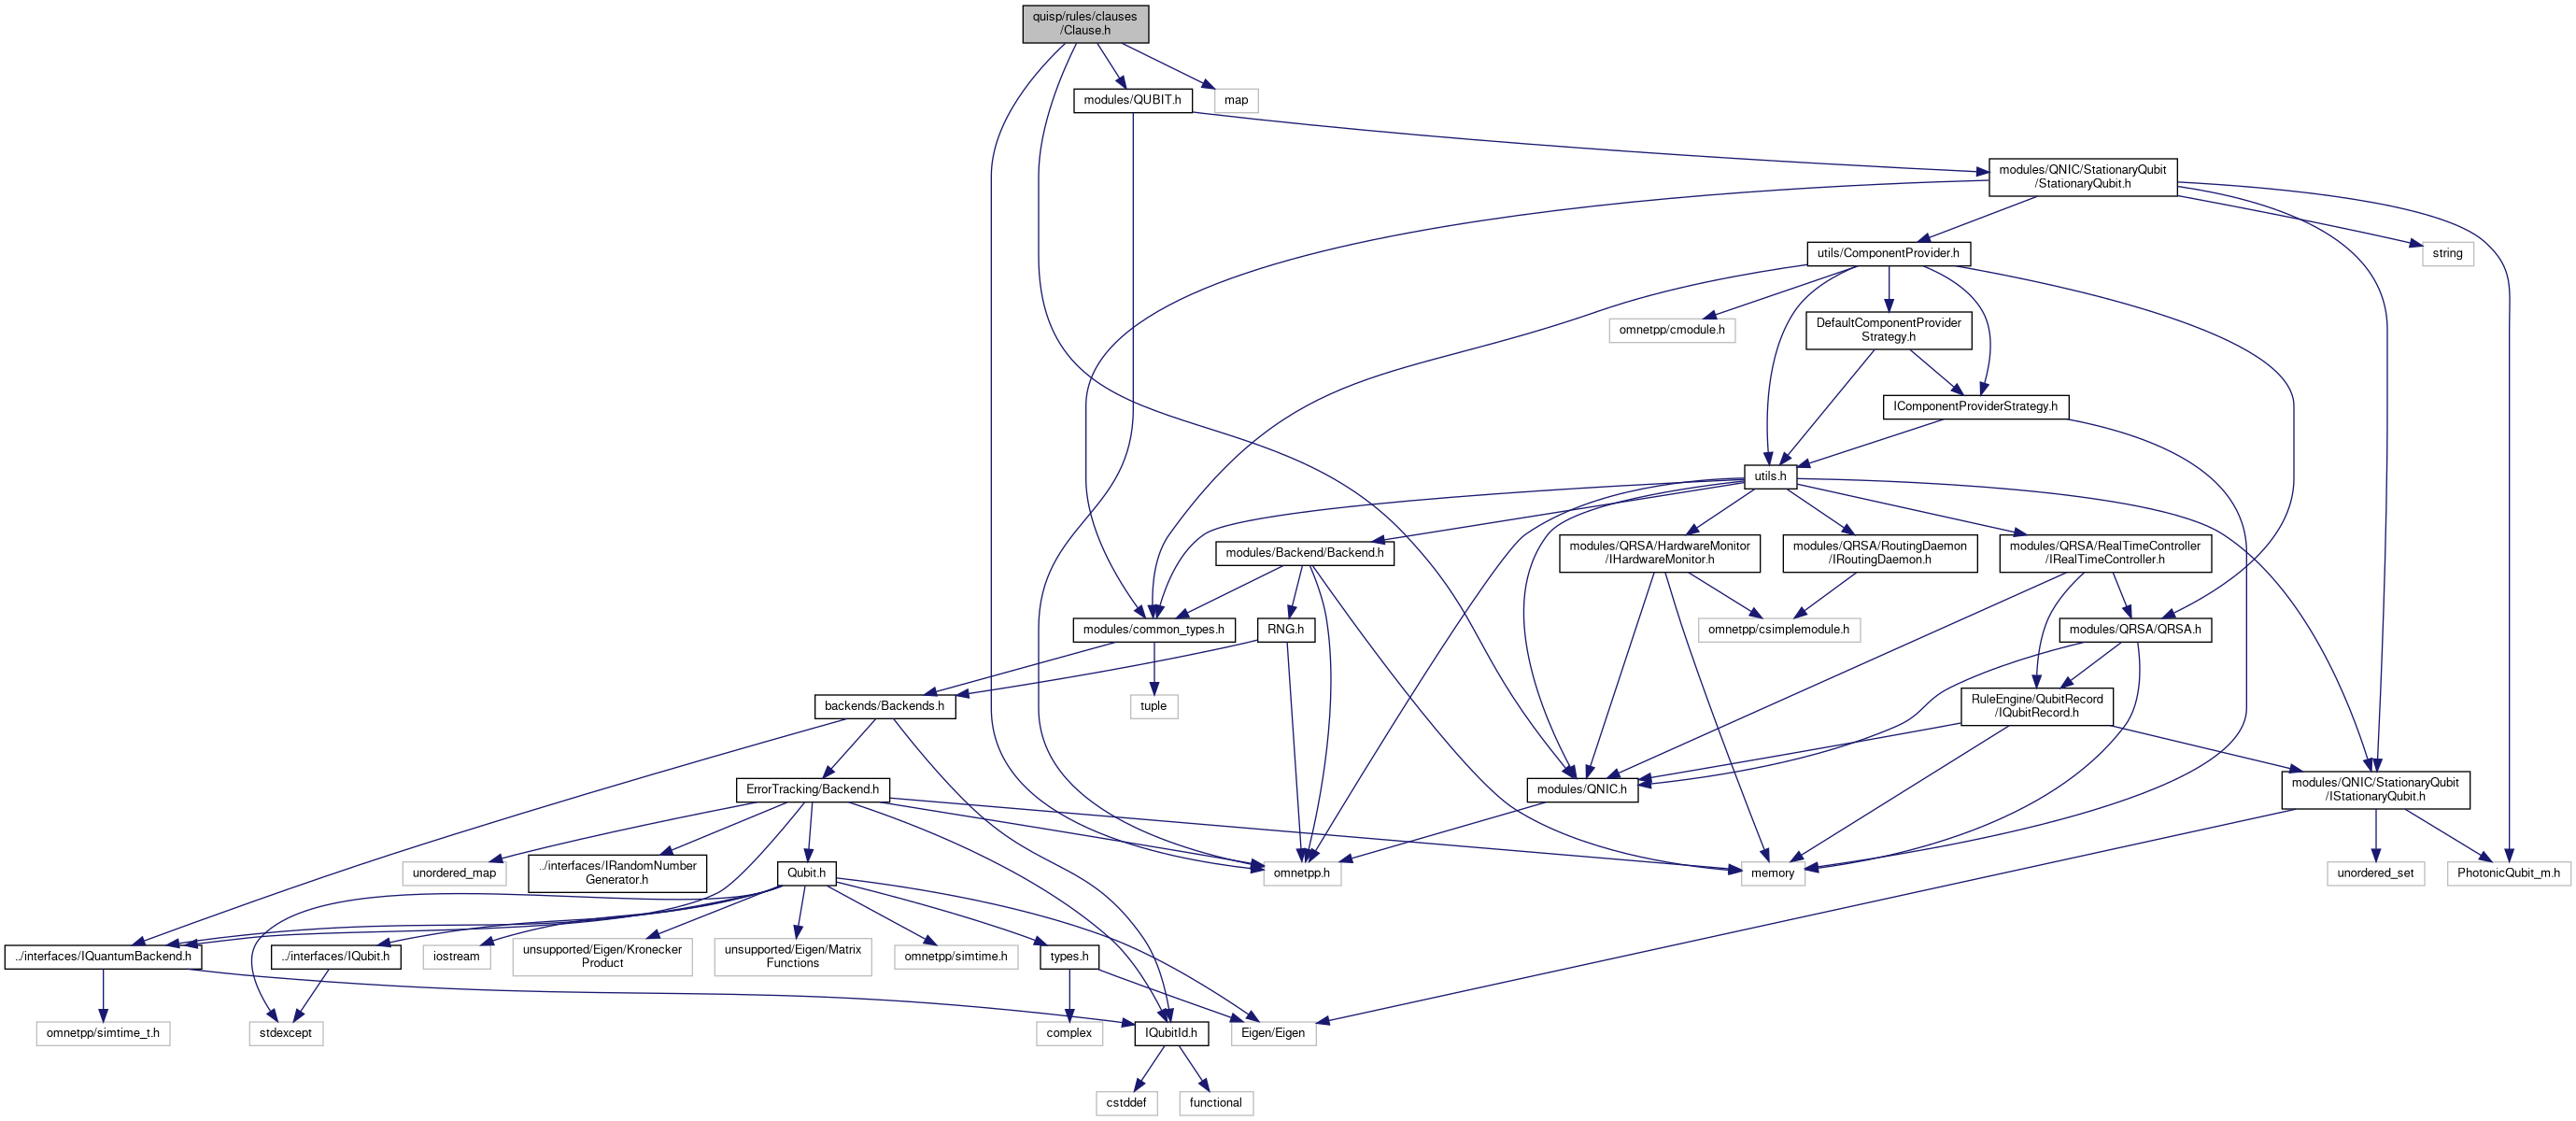 quisp/rules/clauses
/Clause.h
modules/QUBIT.h
map
modules/QNIC/StationaryQubit
/StationaryQubit.h
utils/ComponentProvider.h
string
omnetpp/cmodule.h
DefaultComponentProvider
Strategy.h
IComponentProviderStrategy.h
utils.h
modules/Backend/Backend.h
modules/QRSA/HardwareMonitor
/IHardwareMonitor.h
modules/QRSA/RoutingDaemon
/IRoutingDaemon.h
modules/QRSA/RealTimeController
/IRealTimeController.h
modules/common_types.h
RNG.h
omnetpp/csimplemodule.h
modules/QRSA/QRSA.h
backends/Backends.h
tuple
RuleEngine/QubitRecord
/IQubitRecord.h
ErrorTracking/Backend.h
modules/QNIC.h
modules/QNIC/StationaryQubit
/IStationaryQubit.h
unordered_map
../interfaces/IRandomNumber
Generator.h
Qubit.h
omnetpp.h
memory
unordered_set
PhotonicQubit_m.h
../interfaces/IQuantumBackend.h
../interfaces/IQubit.h
iostream
unsupported/Eigen/Kronecker
Product
unsupported/Eigen/Matrix
Functions
omnetpp/simtime.h
types.h
omnetpp/simtime_t.h
stdexcept
complex
IQubitId.h
Eigen/Eigen
cstddef
functional